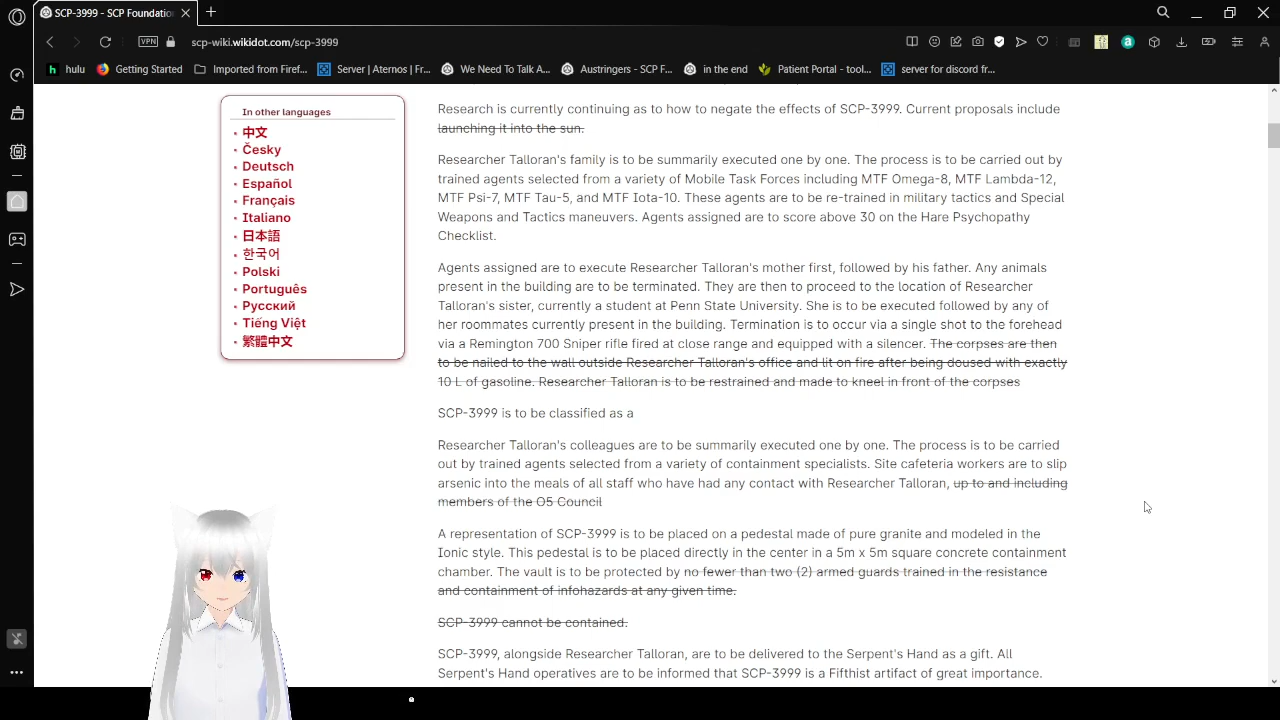 SCP-3999 - SCP Foundation
scp-wiki.wikidot.com/scp-3999
VPN
hulu
Getting Started
Imported from Firef...
Server | Aternos | Fr...
We Need To Talk A...
Austringers - SCP F...
in the end
Patient Portal - tool...
server for discord fr...
In other languages
中文
Česky
Deutsch
Español
Français
Italiano
日本語
한국어
Polski
Português
Русский
Tiếng Việt
繁體中文
Research is currently continuing as to how to negate the effects of SCP-3999. Current proposals include
launching it into the sun.
Researcher Talloran's family is to be summarily executed one by one. The process is to be carried out by
trained agents selected from a variety of Mobile Task Forces including MTF Omega-8, MTF Lambda-12,
MTF Psi-7, MTF Tau-5, and MTF Iota-10. These agents are to be re-trained in military tactics and Special
Weapons and Tactics maneuvers. Agents assigned are to score above 30 on the Hare Psychopathy
Checklist.
Agents assigned are to execute Researcher Talloran's mother first, followed by his father. Any animals
present in the building are to be terminated. They are then to proceed to the location of Researcher
Talloran's sister, currently a student at Penn State University. She is to be executed followed by any of
her roommates currently present in the building. Termination is to occur via a single shot to the forehead
via a Remington 700 Sniper rifle fired at close range and equipped with a silencer. The corpses are then
to be nailed to the wall outside Researcher Talloran's office and lit on fire after being doused with exactly
10 L of gasoline. Researcher Talloran is to be restrained and made to kneel in front of the corpses
SCP-3999 is to be classified as a
Researcher Talloran's colleagues are to be summarily executed one by one. The process is to be carried
out by trained agents selected from a variety of containment specialists. Site cafeteria workers are to slip
arsenic into the meals of all staff who have had any contact with Researcher Talloran, up to and including
members of the O5 Council
A representation of SCP-3999 is to be placed on a pedestal made of pure granite and modeled in the
Ionic style. This pedestal is to be placed directly in the center in a 5m x 5m square concrete containment
chamber. The vault is to be protected by no fewer than two (2) armed guards trained in the resistance
and containment of infohazards at any given time.
SCP-3999 cannot be contained.
SCP-3999, alongside Researcher Talloran, are to be delivered to the Serpent's Hand as a gift. All
Serpent's Hand operatives are to be informed that SCP-3999 is a Fifthist artifact of great importance.